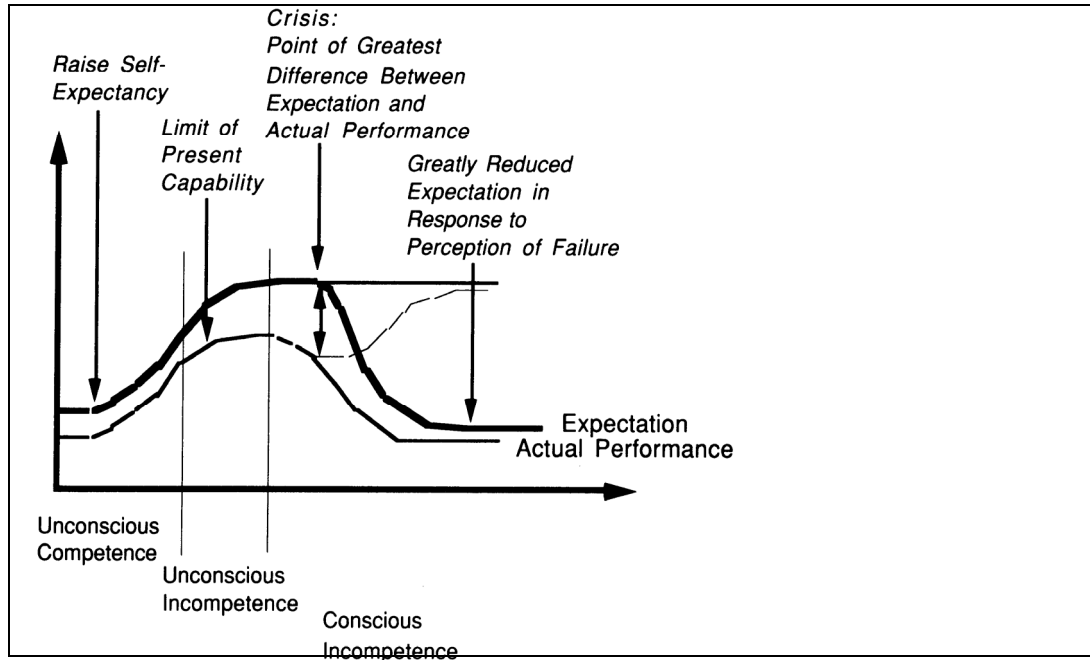 Crisis:
Point of Greatest
Difference Between
Expectation and
Actual Performance
Raise Self-
Expectancy
Limit of
Present
Capability
Greatly Reduced
Expectation in
Response to
Perception of Failure
Expectation
Actual Performance
Unconscious
Competence
Unconscious
Incompetence
Conscious
Incompetence